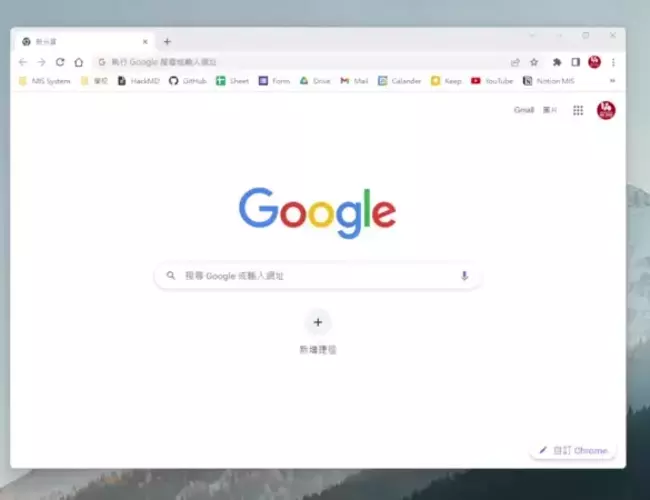 新分頁
執行 Google 搜尋或輸入網址
MIS System 學校 HackMD GitHub Sheet Form Drive Mail Calander Keep YouTube Notion MIS
Gmail 圖片
Google
搜尋 Google 或輸入網址
新增捷徑
自訂 Chrome